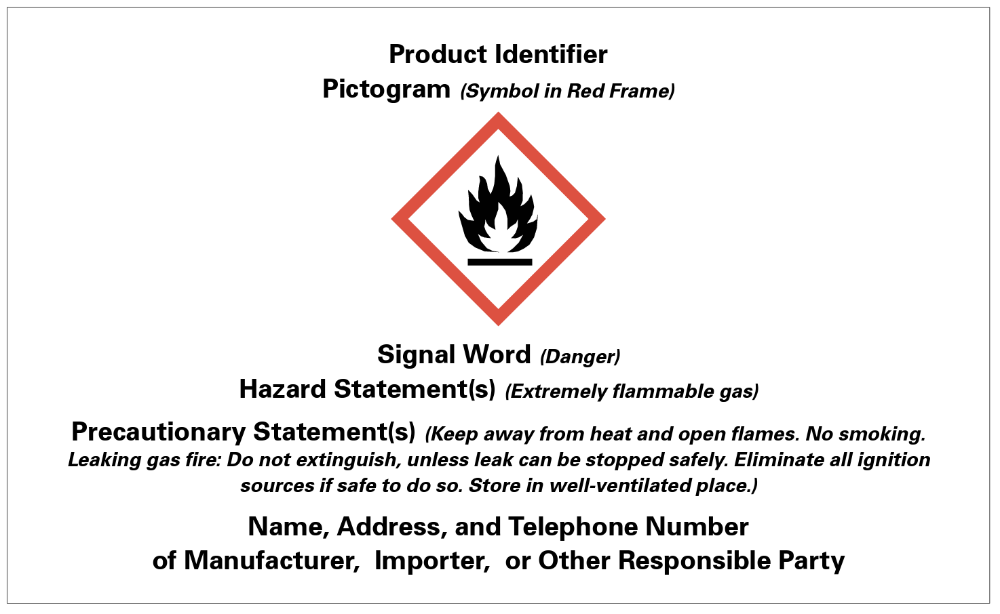 Product Identifier
Pictogram (Symbol in Red Frame)
Signal Word (Danger)
Hazard Statement(s) (Extremely flammable gas)
Precautionary Statement(s) (Keep away from heat and open flames. No smoking.
Leaking gas fire: Do not extinguish, unless leak can be stopped safely. Eliminate all ignition
sources if safe to do so. Store in well-ventilated place.)
Name, Address, and Telephone Number
of Manufacturer, Importer, or Other Responsible Party